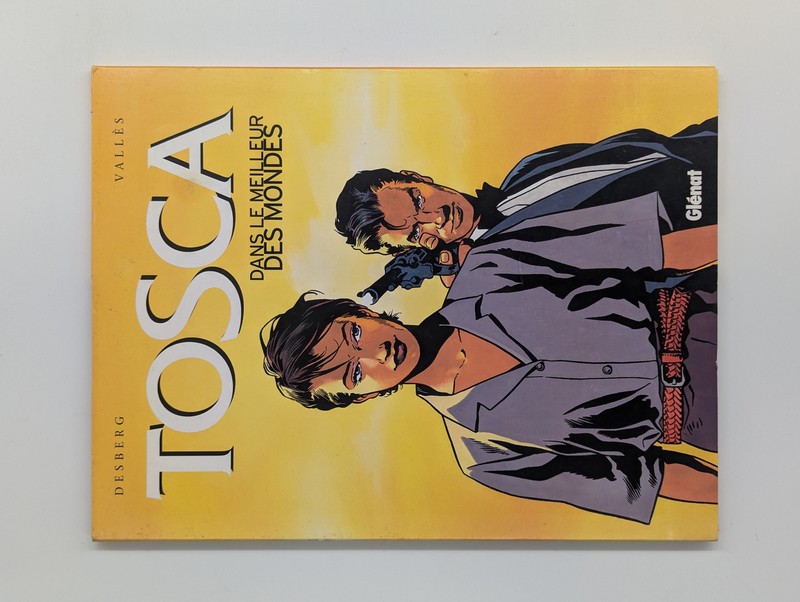 DESBERG VALLÈS
TOSCA
DANS LE MEILLEUR
DES MONDES
Glénat